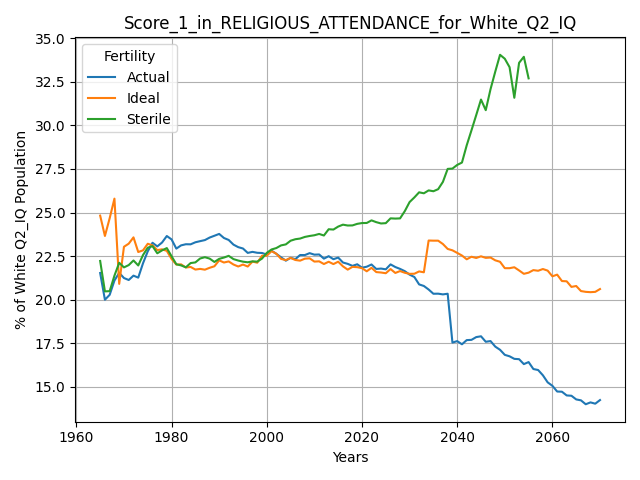 Score_1_in_RELIGIOUS_ATTENDANCE_for_White_Q2_IQ
% of White Q2_IQ Population
35.0
32.5
30.0
27.5
25.0
22.5
20.0
17.5
15.0
Fertility
Actual
Ideal
Sterile
1960 1980 2000 2020 2040 2060
Years